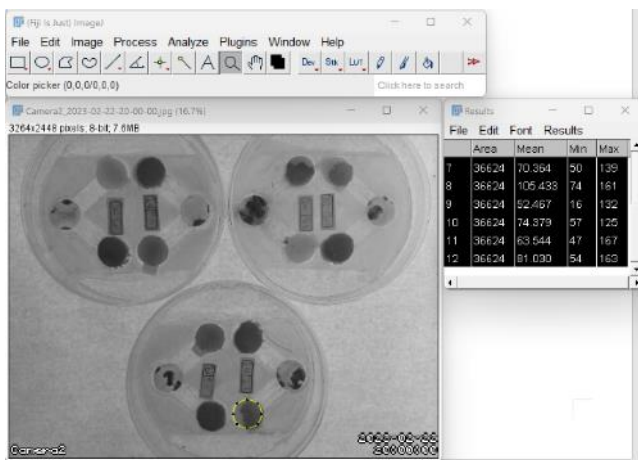 (Fiji Is Just) ImageJ
File Edit Image Process Analyze Plugins Window Help
Dev Stk LUT
Color picker (0,0,0/0,0,0)
Click here to search
Camera2_2023-02-22-20-00-00.jpg (16.7%)
3264x2448 pixels; 8-bit; 7.6MB
Camera2
Results
File Edit Font Results
Area Mean Min Max
7 36624 70.364 50 139
8 36624 105.433 74 161
9 36624 52.467 16 132
10 36624 74.379 57 125
11 36624 63.544 47 167
12 36624 81.030 54 163